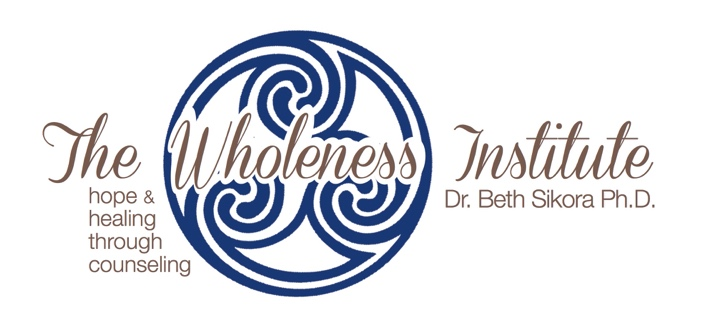 The Wholeness Institute
Dr. Beth Sikora Ph.D.
hope &
healing
through
counseling